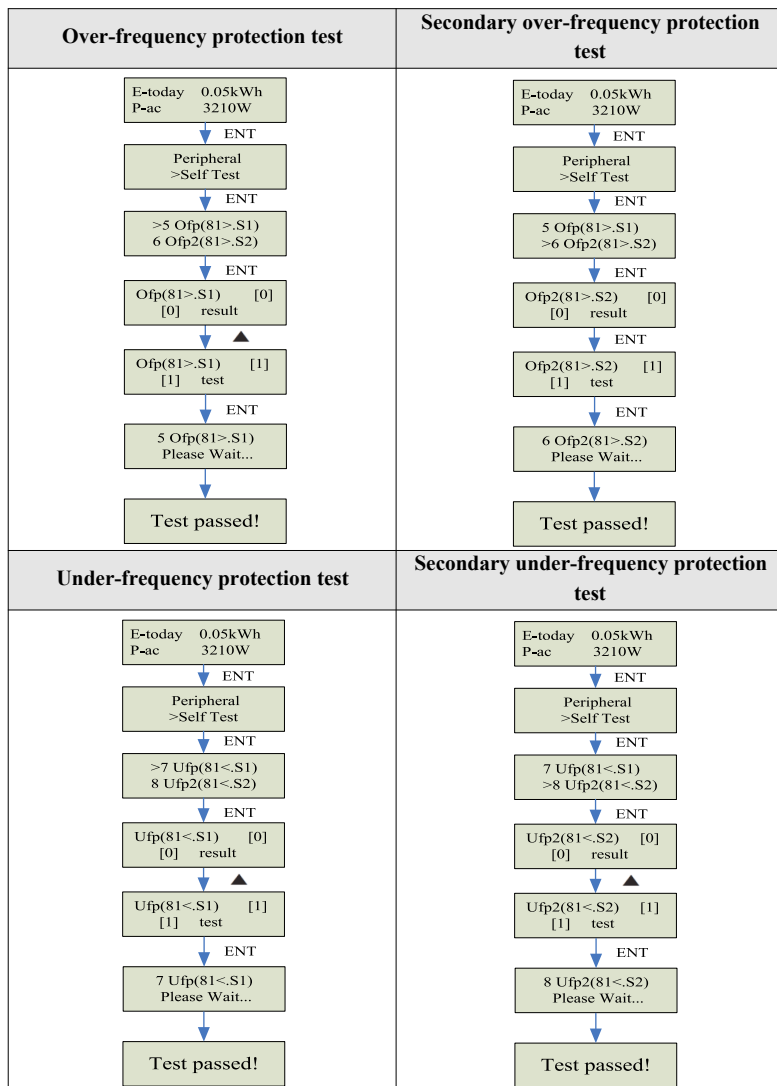 Over-frequency protection test
E-today 0.05kWh
P-ac 3210W
ENT
Peripheral
>Self Test
ENT
>5 Ofp(81>.S1)
6 Ofp2(81>.S2)
ENT
Ofp(81>.S1) [0]
[0] result
▲
Ofp(81>.S1) [1]
[1] test
ENT
5 Ofp(81>.S1)
Please Wait...
Test passed!
Secondary over-frequency protection
test
E-today 0.05kWh
P-ac 3210W
ENT
Peripheral
>Self Test
ENT
5 Ofp(81>.S1)
>6 Ofp2(81>.S2)
ENT
Ofp2(81>.S2) [0]
[0] result
ENT
Ofp2(81>.S2) [1]
[1] test
ENT
6 Ofp2(81>.S2)
Please Wait...
Test passed!
Under-frequency protection test
E-today 0.05kWh
P-ac 3210W
ENT
Peripheral
>Self Test
ENT
>7 Ufp(81<.S1)
8 Ufp2(81<.S2)
ENT
Ufp(81<.S1) [0]
[0] result
▲
Ufp(81<.S1) [1]
[1] test
ENT
7 Ufp(81<.S1)
Please Wait...
Test passed!
Secondary under-frequency protection
test
E-today 0.05kWh
P-ac 3210W
ENT
Peripheral
>Self Test
ENT
7 Ufp(81<.S1)
>8 Ufp2(81<.S2)
ENT
Ufp2(81<.S2) [0]
[0] result
▲
Ufp2(81<.S2) [1]
[1] test
ENT
8 Ufp2(81<.S2)
Please Wait...
Test passed!